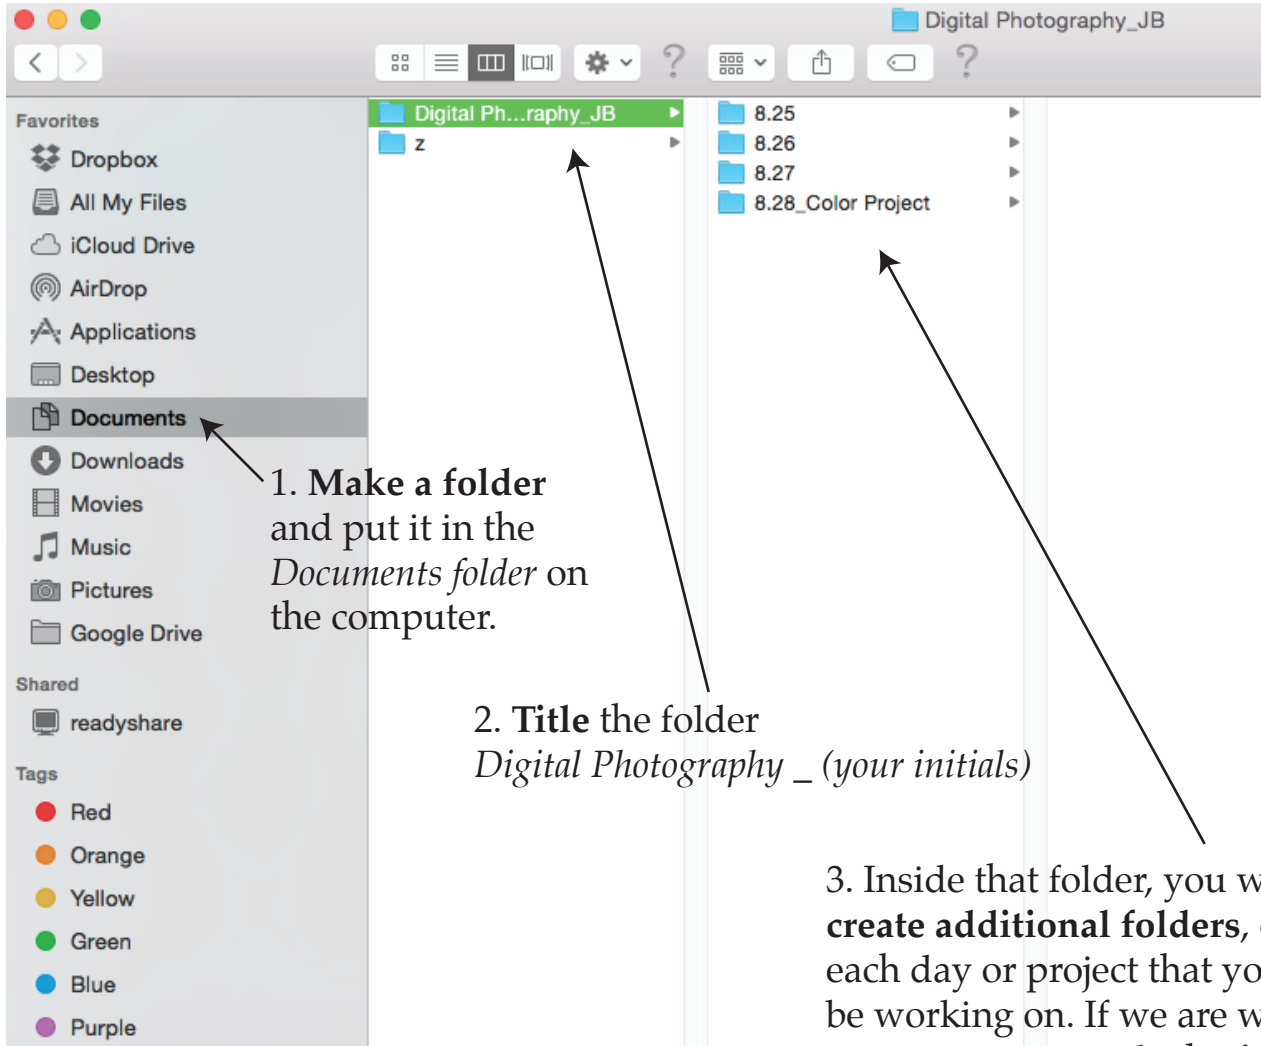 Digital Photography_JB
?
?
Favorites
Dropbox
All My Files
iCloud Drive
AirDrop
Applications
Desktop
Documents
Downloads
Movies
Music
Pictures
Google Drive
Shared
readyshare
Tags
Red
Orange
Yellow
Green
Blue
Purple
Digital Ph...raphy_JB
z
8.25
8.26
8.27
8.28_Color Project
1. Make a folder
and put it in the
Documents folder on
the computer.
2. Title the folder
Digital Photography _ (your initials)
3. Inside that folder, you
create additional folders,
each day or project that
be working on. If we are